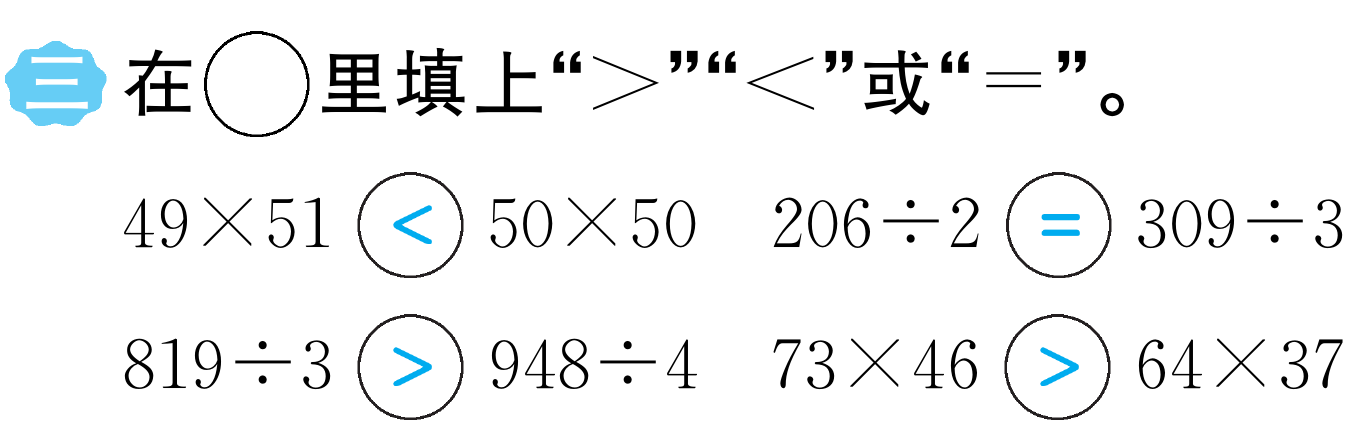 三 在○里填上“>”“<”或“=”。
49×51 < 50×50 206÷2 = 309÷3
819÷3 > 948÷4 73×46 > 64×37